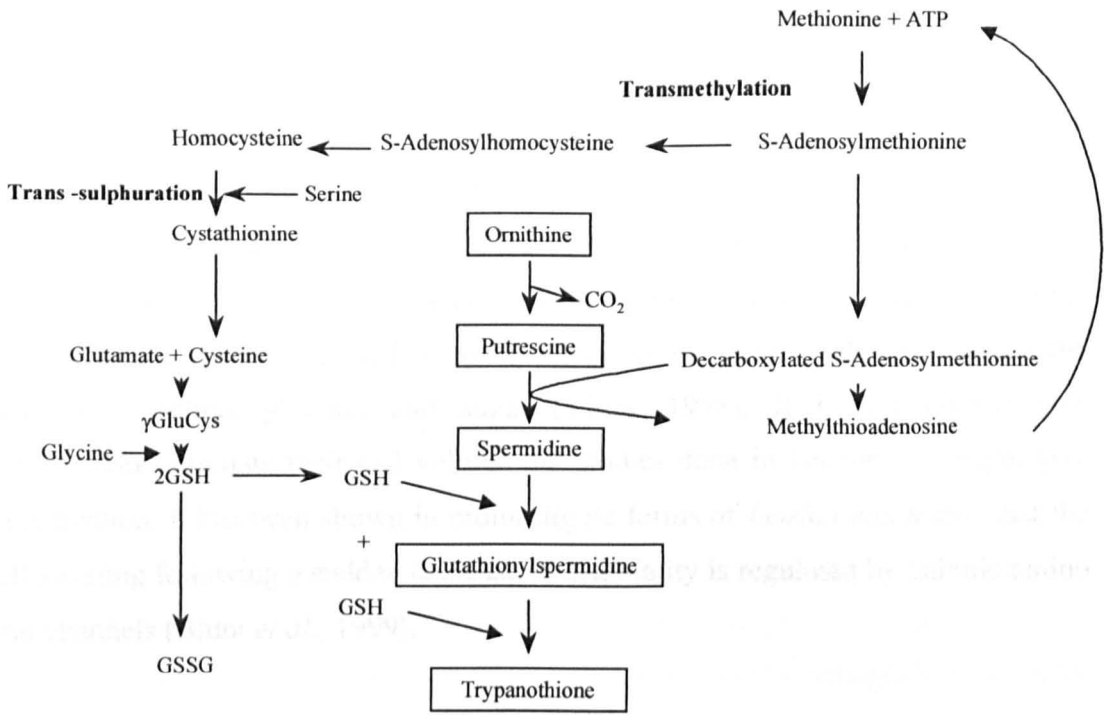 Methionine + ATP
Transmethylation
Homocysteine
S-Adenosylhomocysteine
S-Adenosylmethionine
Trans -sulphuration
Serine
Cystathionine
Ornithine
CO₂
Glutamate + Cysteine
Putrescine
Decarboxylated S-Adenosylmethionine
γGluCys
Methylthioadenosine
Glycine
Spermidine
2GSH
GSH
+
Glutathionylspermidine
GSH
GSSG
Trypanothione